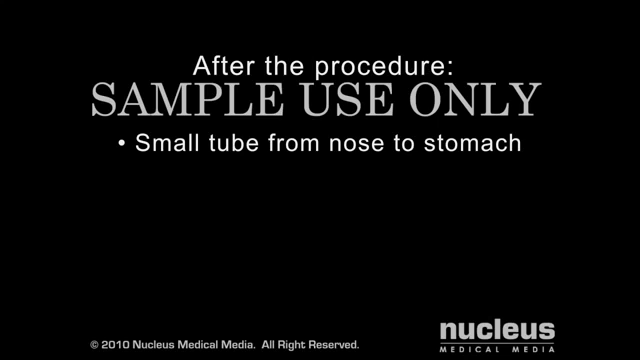 After the procedure:
SAMPLE USE ONLY
• Small tube from nose to stomach
nucleus
MEDICAL MEDIA
© 2010 Nucleus Medical Media. All Right Reserved.